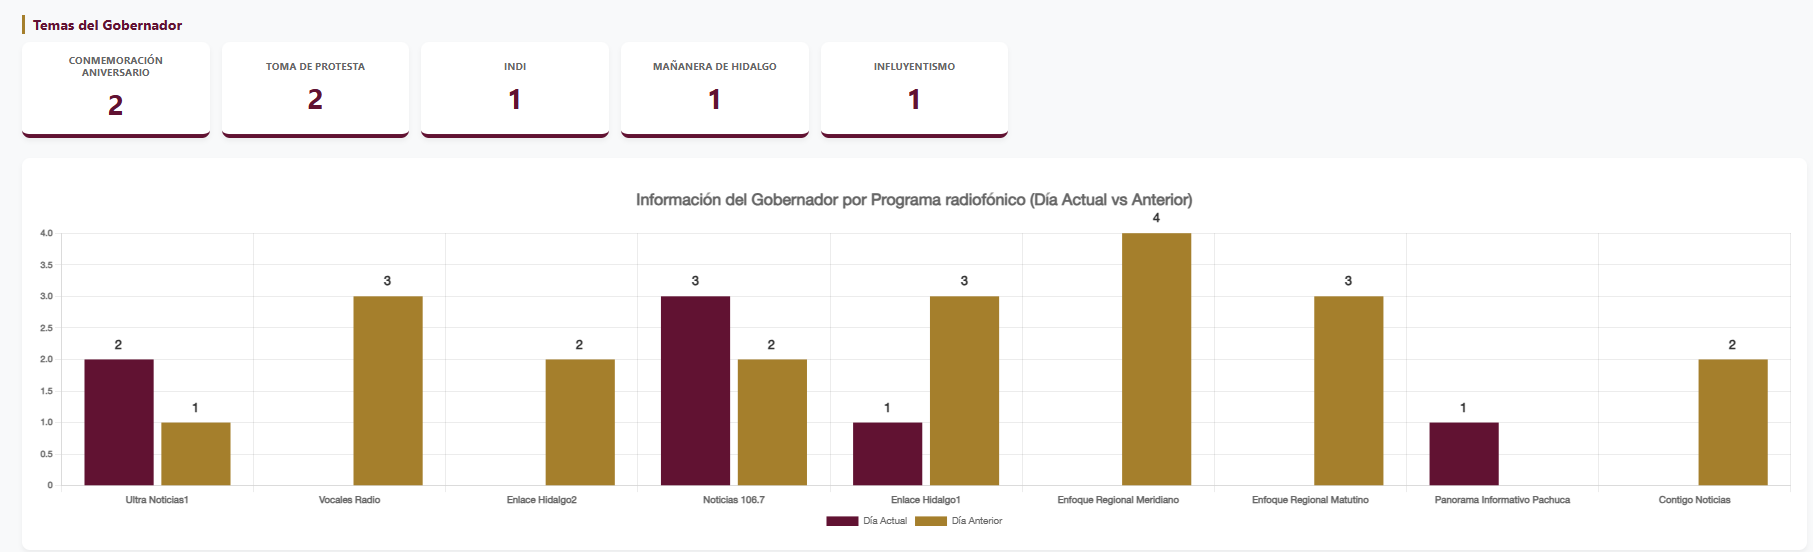 Temas del Gobernador
CONMEMORACIÓN
ANIVERSARIO
2
TOMA DE PROTESTA
2
INDI
1
MAÑANERA DE HIDALGO
1
INFLUYENTISMO
1
Información del Gobernador por Programa radiofónico (Día Actual vs Anterior)
4.0
3.5
3.0
2.5
2.0
1.5
1.0
0.5
0
2
1
3
2
3
2
1
3
4
3
1
2
Ultra Noticias1
Vocales Radio
Enlace Hidalgo2
Noticias 106.7
Enlace Hidalgo1
Enfoque Regional Meridiano
Enfoque Regional Matutino
Panorama Informativo Pachuca
Contigo Noticias
Día Actual
Día Anterior